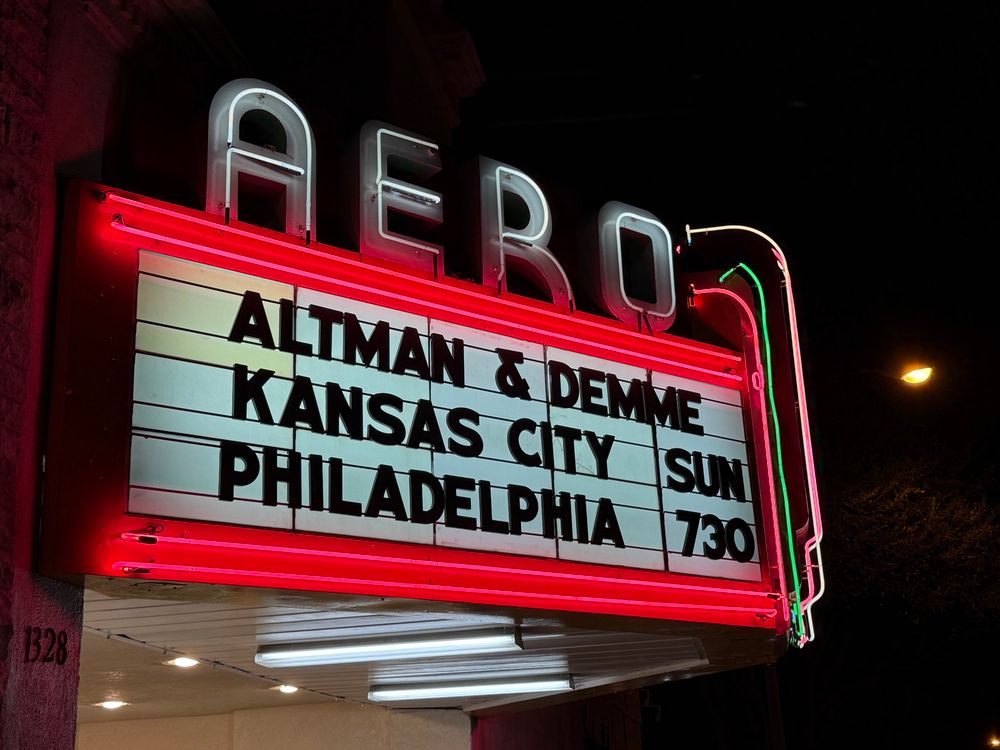 AERO
ALTMAN & DEMME
KANSAS CITY SUN
PHILADELPHIA 730
1328